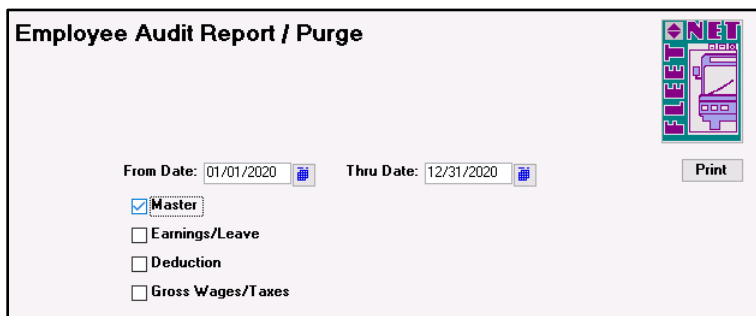 Employee Audit Report / Purge
FLEET NET
From Date: 01/01/2020 Thru Date: 12/31/2020 Print
Master
Earnings/Leave
Deduction
Gross Wages/Taxes